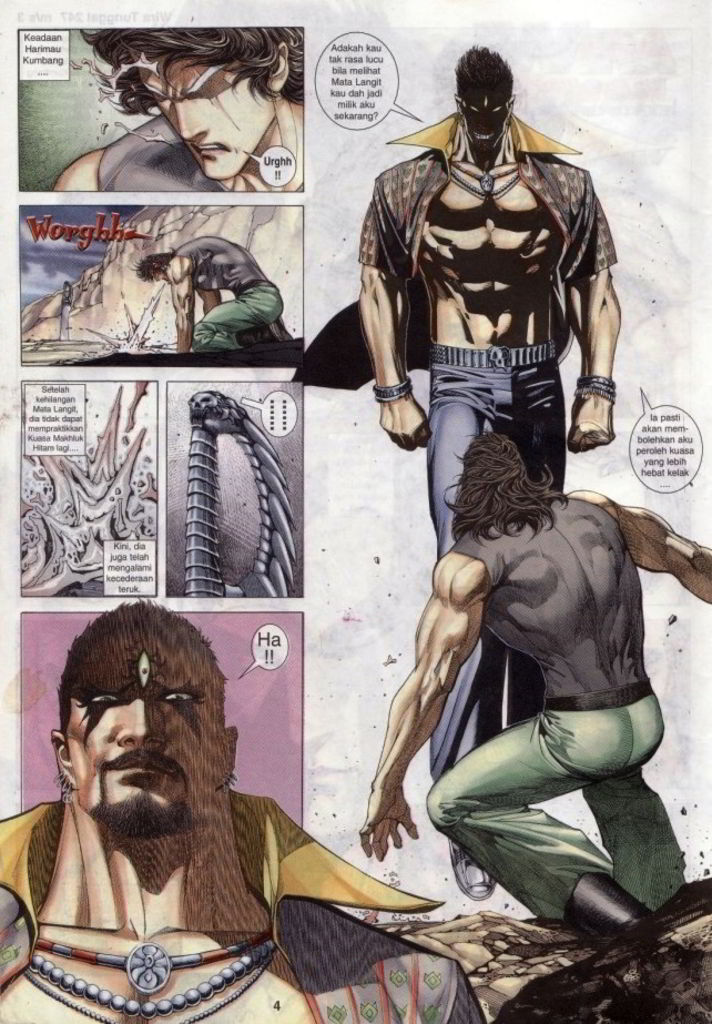 Keadaan
Harimau
Kumbang
....
Urghh
!!
Adakah kau
tak rasa lucu
bila melihat
Mata Langit
kau dah jadi
milik aku
sekarang?
Worghh
Setelah
kehilangan
Mata Langit,
dia tidak dapat
mempraktikkan
Kuasa Makhluk
Hitam lagi....
Kini, dia
juga telah
mengalami
kecederaan
teruk.
Ia pasti
akan mem-
bolehkan aku
peroleh kuasa
yang lebih
hebat kelak
....
Ha
!!
4